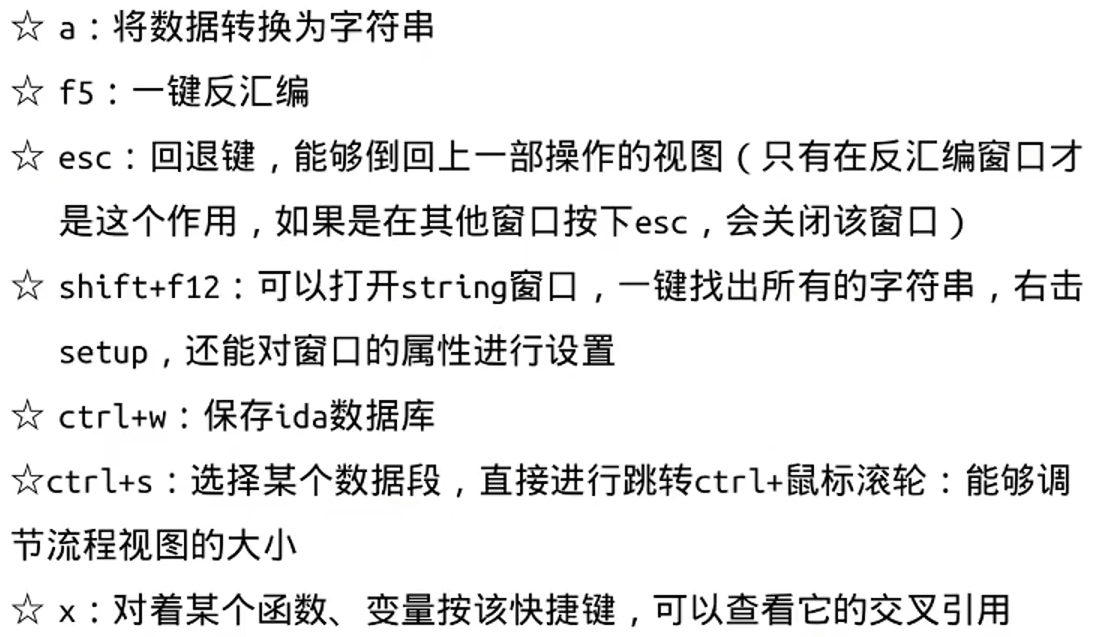 ☆ a：将数据转换为字符串
☆ f5：一键反汇编
☆ esc：回退键，能够倒回上一部操作的视图（只有在反汇编窗口才
是这个作用，如果是在其他窗口按下esc，会关闭该窗口）
☆ shift+f12：可以打开string窗口，一键找出所有的字符串，右击
setup，还能对窗口的属性进行设置
☆ ctrl+w：保存ida数据库
☆ctrl+s：选择某个数据段，直接进行跳转ctrl+鼠标滚轮：能够调
节流程视图的大小
☆ x：对着某个函数、变量按该快捷键，可以查看它的交叉引用